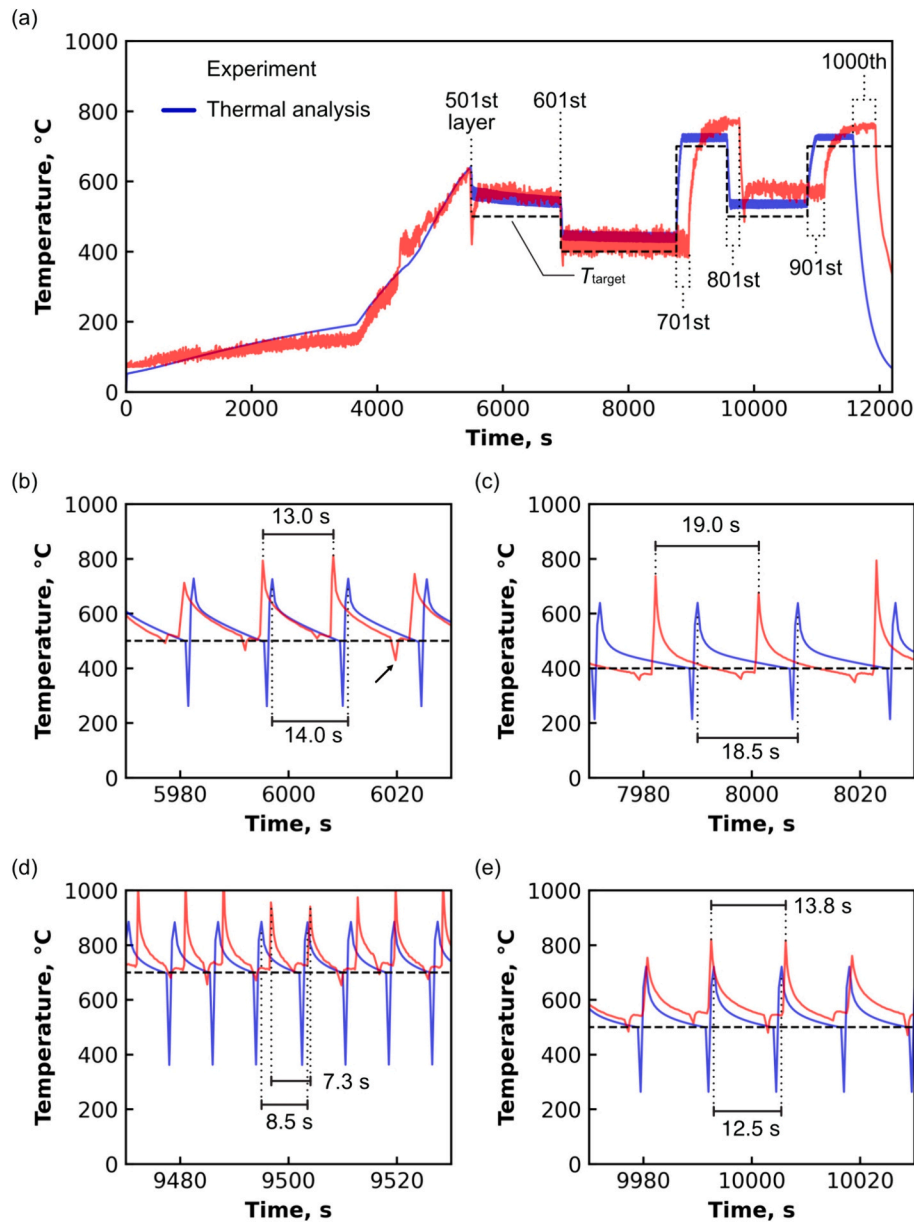 (a)
1000
800
600
400
200
0
Temperature, °C
Experiment
Thermal analysis
501st
layer
601st
1000th
Ttarget
701st
801st
901st
0 2000 4000 6000 8000 10000 12000
Time, s
(b)
1000
800
600
400
200
0
Temperature, °C
13.0 s
14.0 s
5980 6000 6020
Time, s
(c)
1000
800
600
400
200
0
Temperature, °C
19.0 s
18.5 s
7980 8000 8020
Time, s
(d)
1000
800
600
400
200
0
Temperature, °C
7.3 s
8.5 s
9480 9500 9520
Time, s
(e)
1000
800
600
400
200
0
Temperature, °C
13.8 s
12.5 s
9980 10000 10020
Time, s